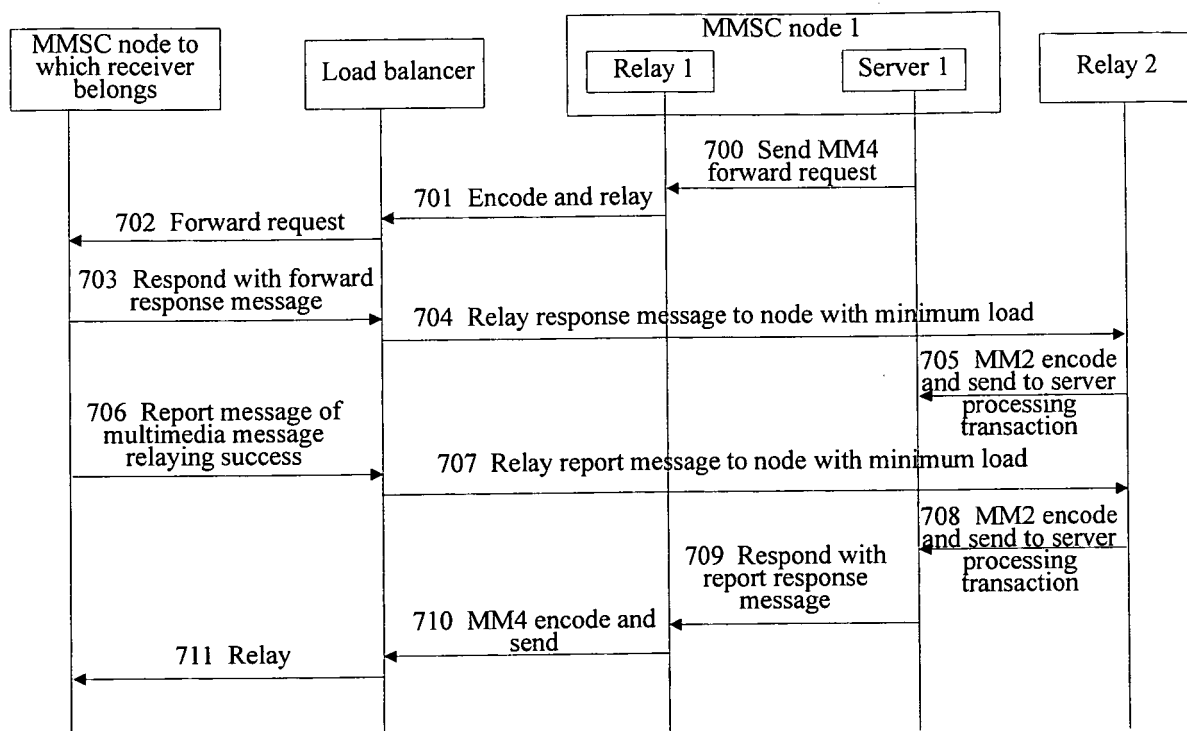 MMSC node to
which receiver
belongs
Load balancer
MMSC node 1
Relay 1
Server 1
Relay 2
700 Send MM4
forward request
701 Encode and relay
702 Forward request
703 Respond with forward
response message
704 Relay response message to node with minimum load
705 MM2 encode
and send to server
processing
transaction
706 Report message of
multimedia message
relaying success
707 Relay report message to node with minimum load
708 MM2 encode
and send to server
processing
transaction
709 Respond with
report response
message
710 MM4 encode and
send
711 Relay